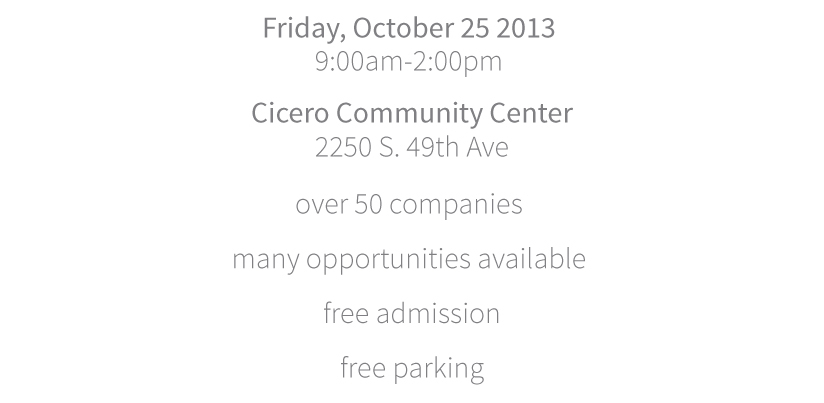 Friday, October 25 2013
9:00am-2:00pm
Cicero Community Center
2250 S. 49th Ave
over 50 companies
many opportunities available
free admission
free parking